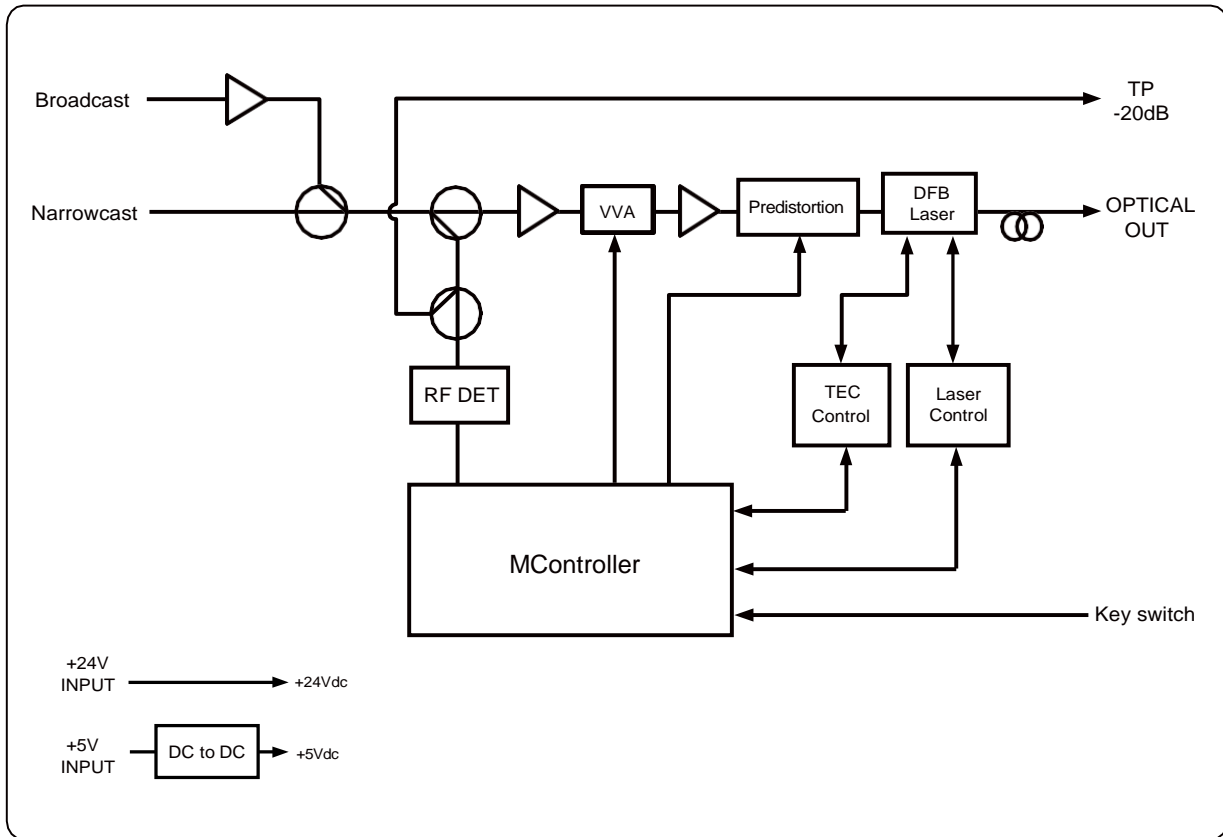 Broadcast
TP
-20dB
Narrowcast
VVA
Predistortion
DFB
Laser
OPTICAL
OUT
RF DET
TEC
Control
Laser
Control
MController
Key switch
+24V
INPUT
+24Vdc
+5V
INPUT
DC to DC
+5Vdc